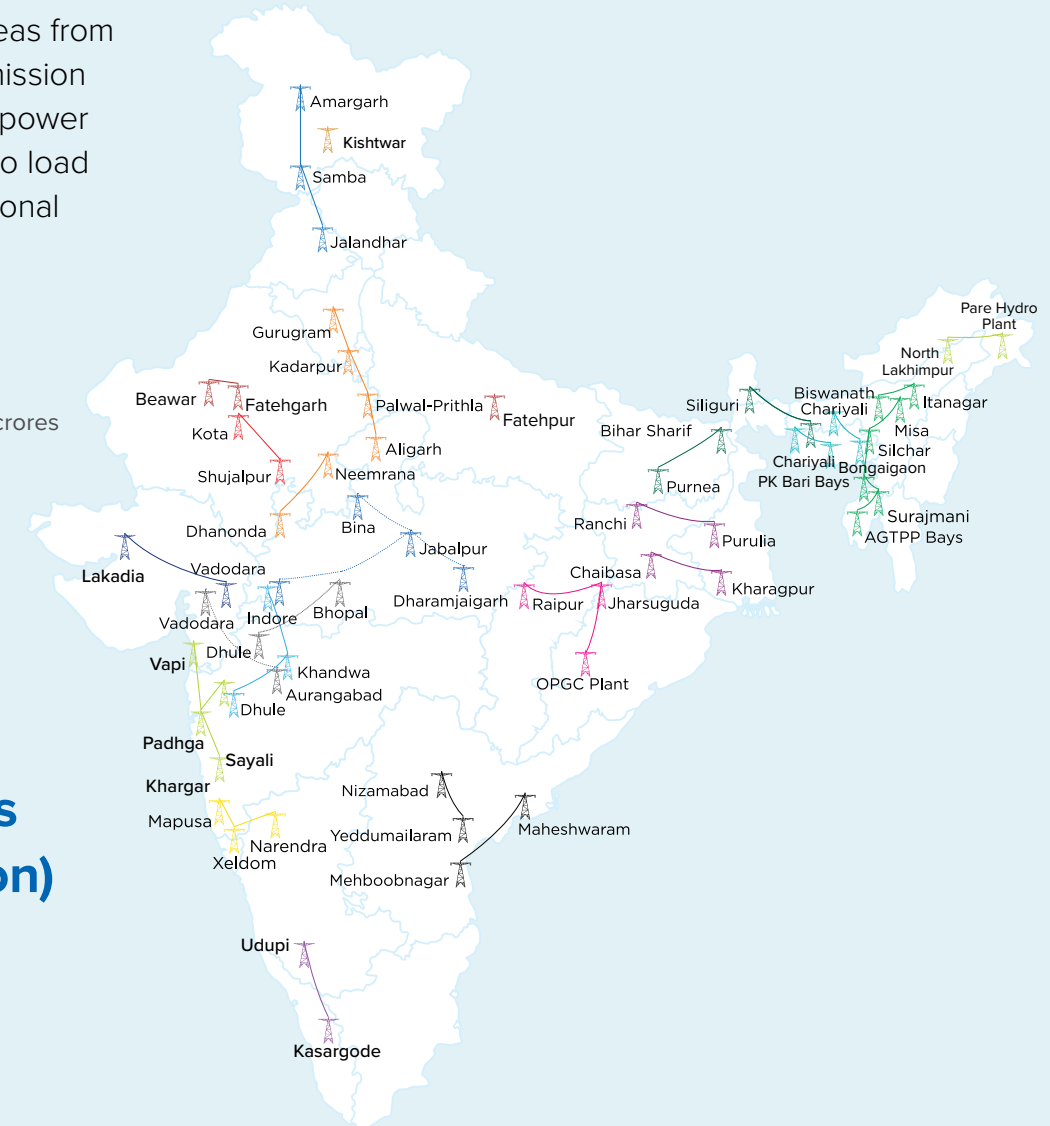 eas from
ission
power
o load
onal
crores
s
on)
Amargarh
Kishtwar
Samba
Jalandhar
Gurugram
Kadarpur
Beawar
Fatehgarh
Palwal-Prithla
Fatehpur
Kota
Aligarh
Shujalpur
Neemrana
Dhanonda
Bina
Jabalpur
Lakadia
Vadodara
Dharamjaigarh
Vadodara
Indore
Bhopal
Dhule
Vapi
Khandwa
Aurangabad
Dhule
Padhga
Sayali
Khargar
Mapusa
Narendra
Xeldom
Nizamabad
Yeddumailaram
Maheshwaram
Mehboobnagar
Udupi
Kasargode
Pare Hydro
Plant
North
Lakhimpur
Siliguri
Biswanath
Chariyali
Itanagar
Misa
Bihar Sharif
Silchar
Chariyali
Bongaigaon
PK Bari Bays
Purnea
Surajmani
AGTPP Bays
Ranchi
Purulia
Chaibasa
Kharagpur
Raipur
Jharsuguda
OPGC Plant